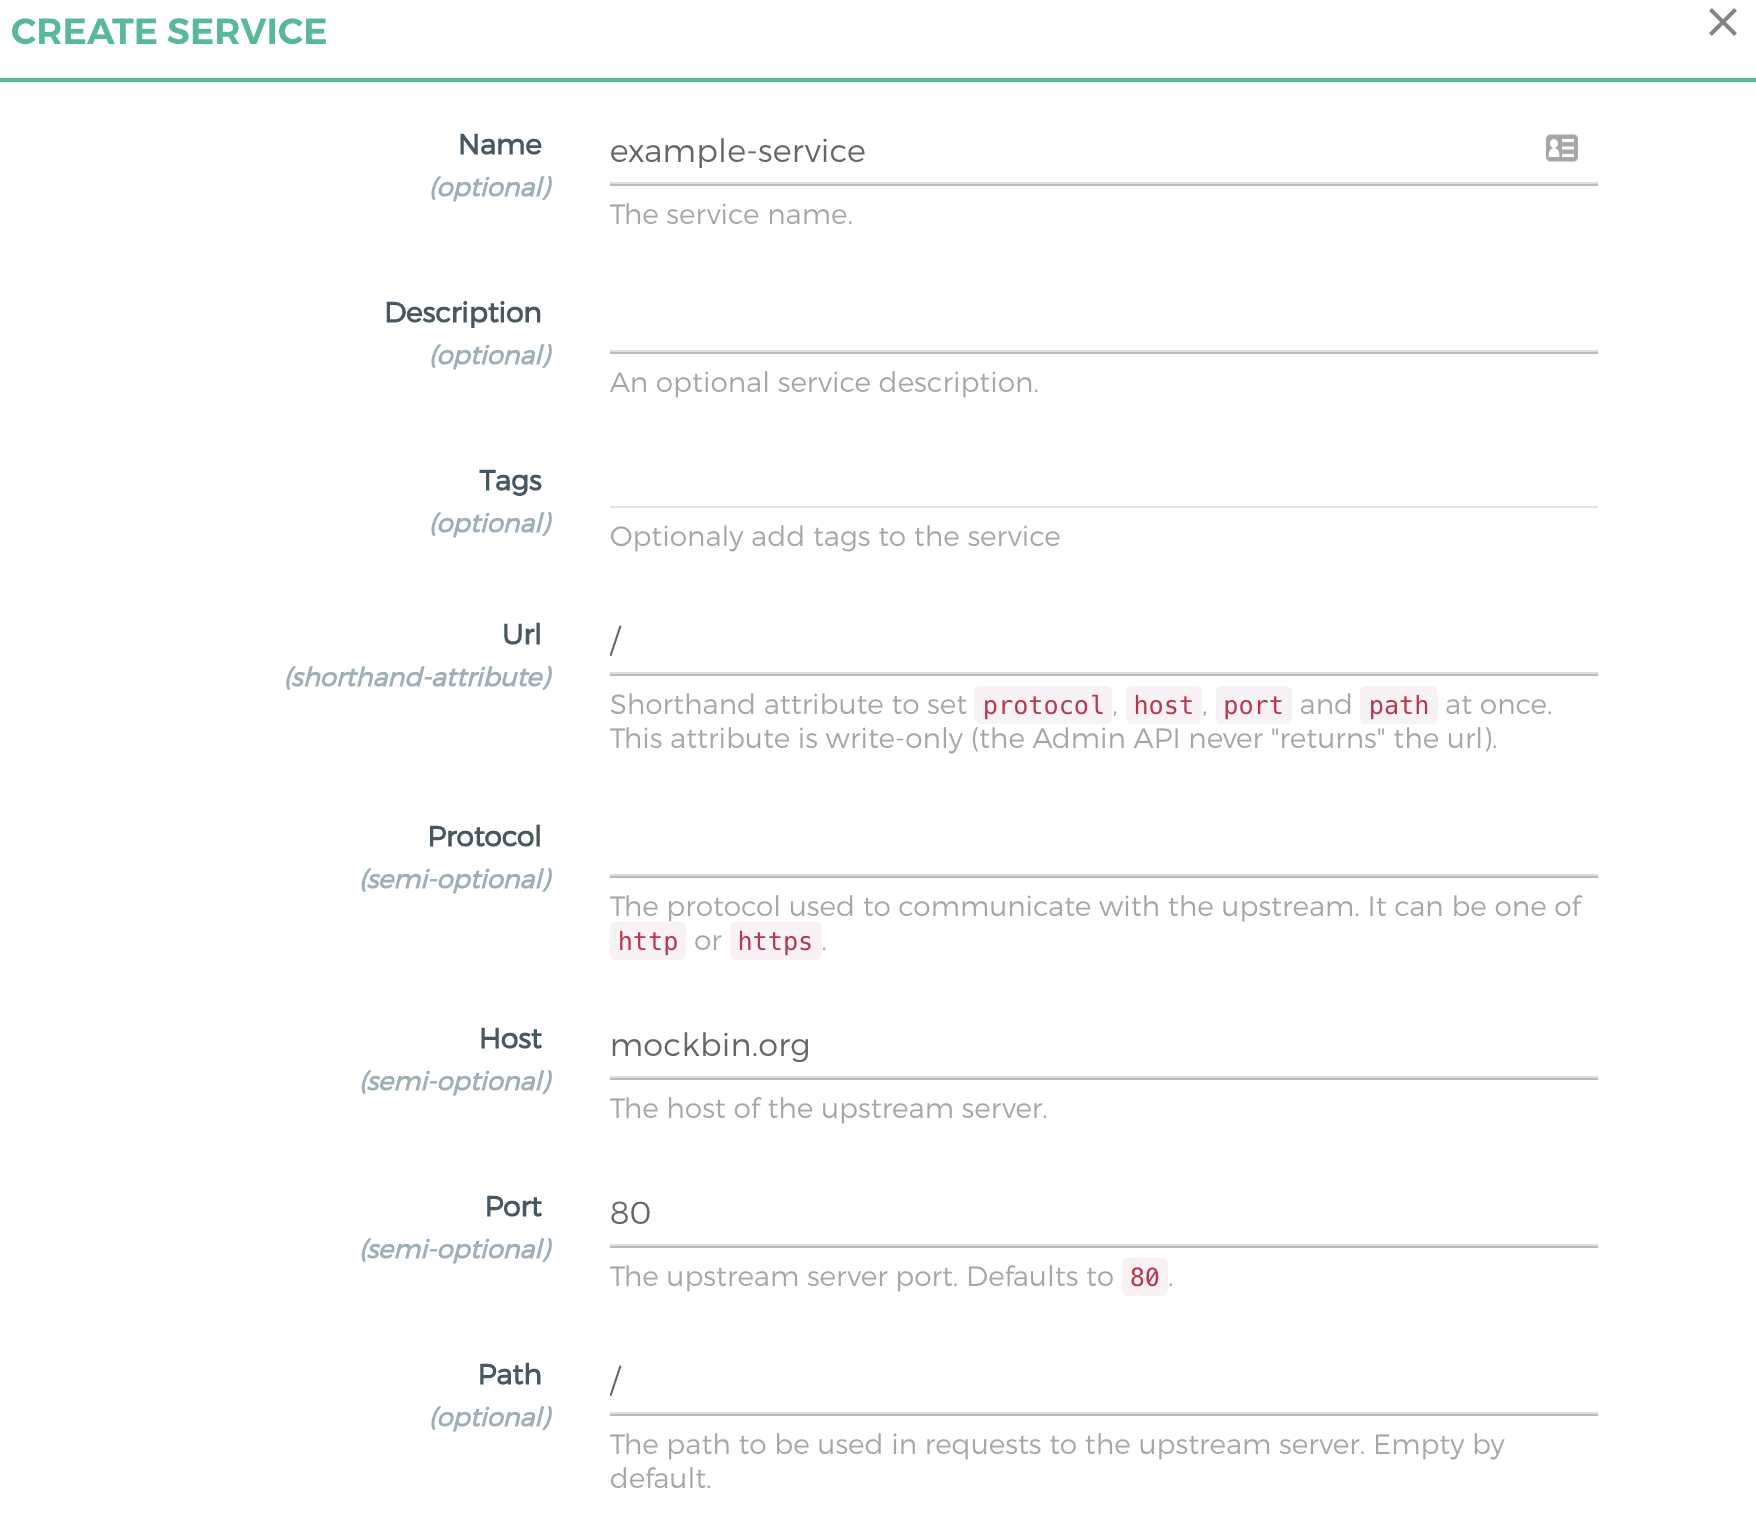 CREATE SERVICE
Name
(optional)
example-service
The service name.
Description
(optional)
An optional service description.
Tags
(optional)
Optionaly add tags to the service
Url
(shorthand-attribute)
/
Shorthand attribute to set protocol, host, port and path at once.
This attribute is write-only (the Admin API never "returns" the url).
Protocol
(semi-optional)
The protocol used to communicate with the upstream. It can be one of
http or https.
Host
(semi-optional)
mockbin.org
The host of the upstream server.
Port
(semi-optional)
80
The upstream server port. Defaults to 80.
Path
(optional)
/
The path to be used in requests to the upstream server. Empty by
default.